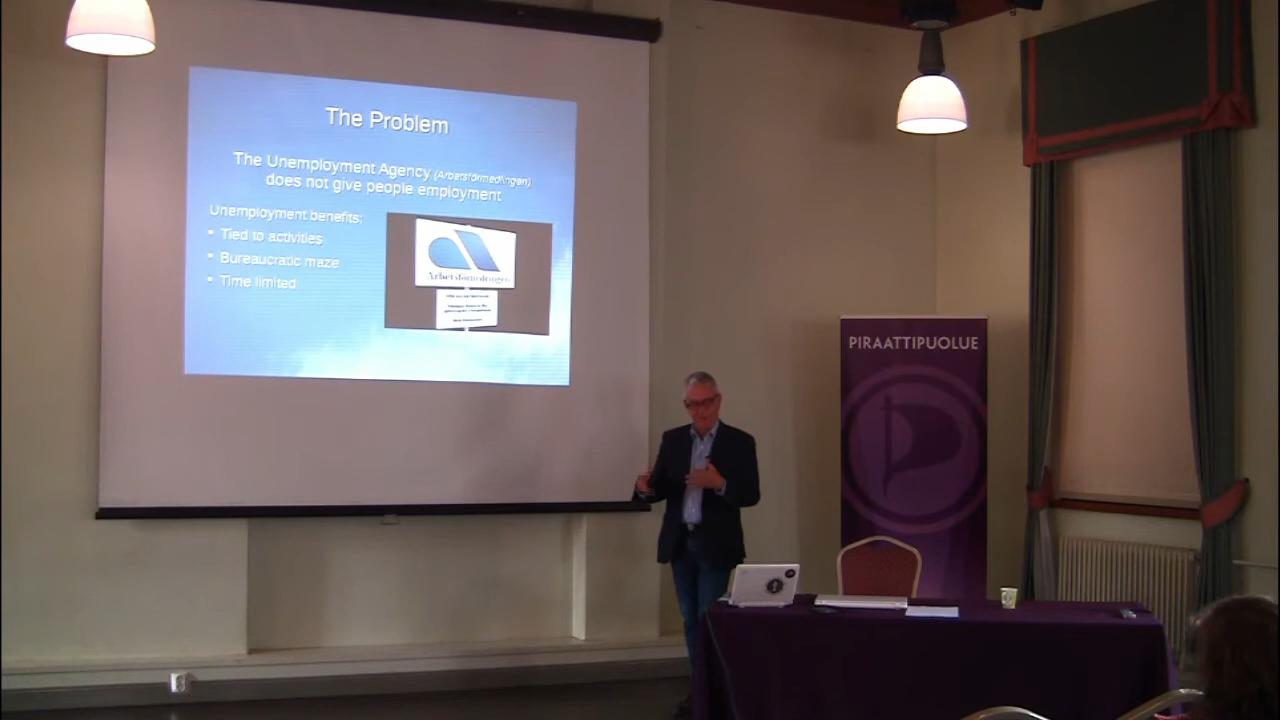 The Problem
The Unemployment Agency (Arbetsförmedlingen)
does not give people employment
Unemployment benefits:
Tied to activities
Bureaucratic maze
Time limited
Arbetsförmedlingen
PIRAATTIPUOLUE